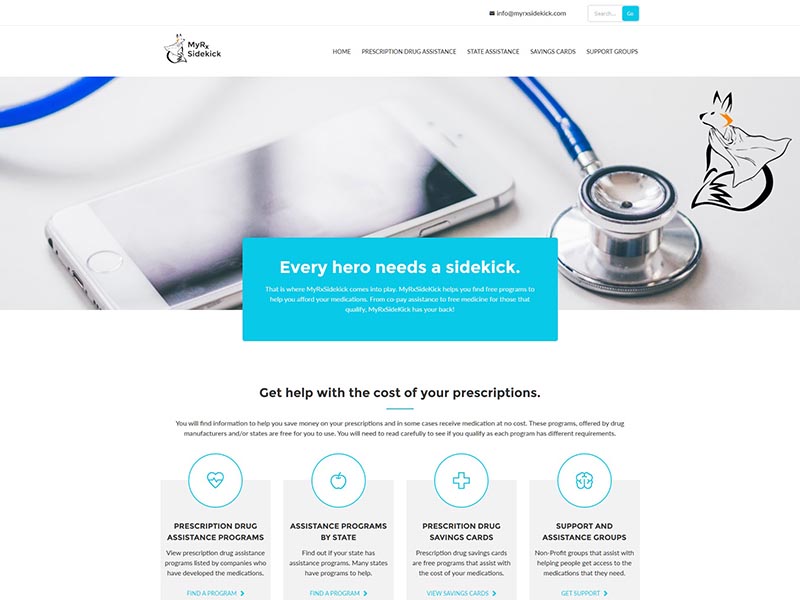 info@myrxsidekick.com
Search...
Go
MyRx
Sidekick
HOME
PRESCRIPTION DRUG ASSISTANCE
STATE ASSISTANCE
SAVINGS CARDS
SUPPORT GROUPS
Every hero needs a sidekick.
That is where MyRxSidekick comes into play. MyRxSideKick helps you find free programs to
help you afford your medications. From co-pay assistance to free medicine for those that
qualify, MyRxSideKick has your back!
Get help with the cost of your prescriptions.
You will find information to help you save money on your prescriptions and in some cases receive medication at no cost. These programs, offered by drug
manufacturers and/or states are free for you to use. You will need to read carefully to see if you qualify as each program has different requirements.
PRESCRIPTION DRUG
ASSISTANCE PROGRAMS
View prescription drug assistance
programs listed by companies who
have developed the medications.
FIND A PROGRAM
ASSISTANCE PROGRAMS
BY STATE
Find out if your state has
assistance programs. Many states
have programs to help.
FIND A PROGRAM
PRESCRITION DRUG
SAVINGS CARDS
Prescription drug savings cards
are free programs that assist with
the cost of your medications.
VIEW SAVINGS CARDS
SUPPORT AND
ASSISTANCE GROUPS
Non-Profit groups that assist with
helping people get access to the
medications that they need.
GET SUPPORT